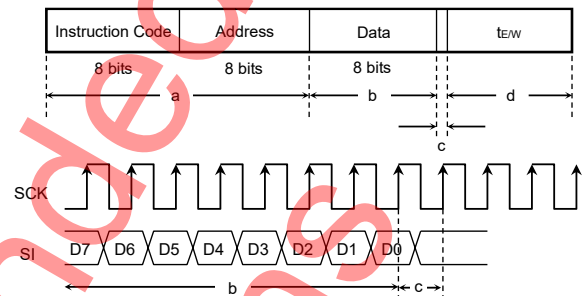 Instruction Code Address Data tE/W
8 bits 8 bits 8 bits
a b d
c
SCK
SI D7 D6 D5 D4 D3 D2 D1 D0
b c